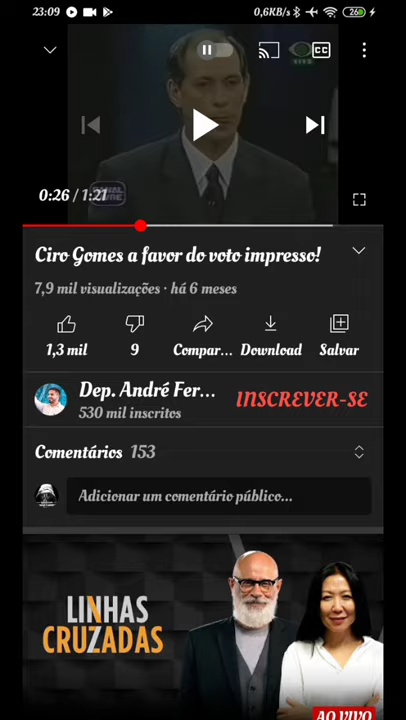 23:09
0,6KB/s
26
CC
VIVO
0:26 / 1:21
Ciro Gomes a favor do voto impresso!
7,9 mil visualizações · há 6 meses
1,3 mil
9
Compar...
Download
Salvar
Dep. André Fer...
INSCREVER-SE
530 mil inscritos
Comentários 153
Adicionar um comentário público...
LINHAS
CRUZADAS
AO VIVO